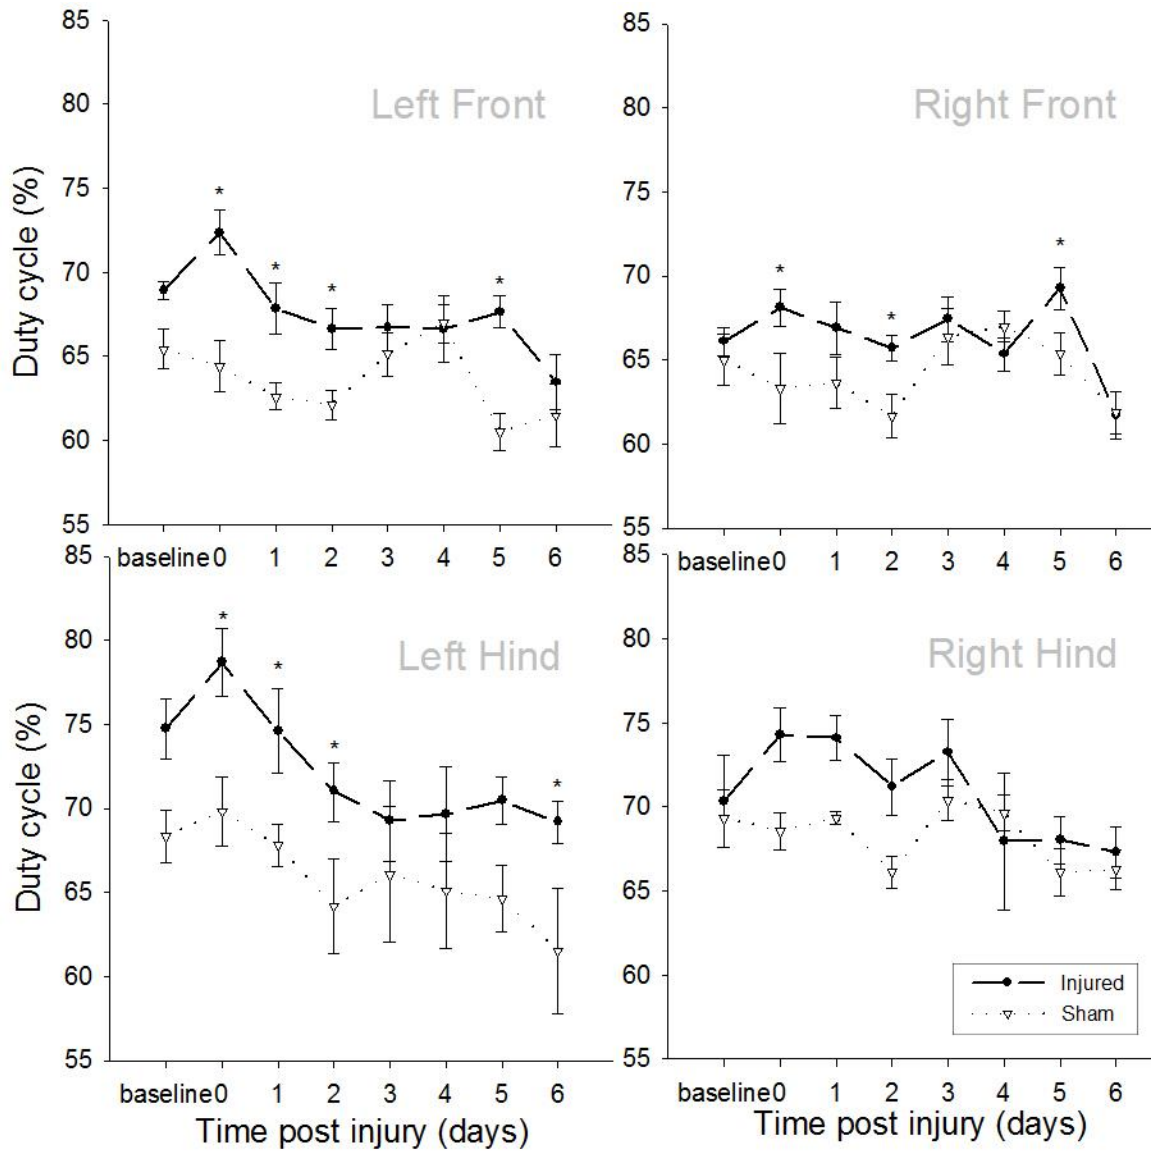 85
80
75
70
65
60
55
Duty cycle (%)
Left Front
*
*
*
*
baseline 0 1 2 3 4 5 6
85
80
75
70
65
60
55
Right Front
*
*
*
baseline 0 1 2 3 4 5 6
85
80
75
70
65
60
55
Duty cycle (%)
Left Hind
*
*
*
*
baseline 0 1 2 3 4 5 6
Time post injury (days)
85
80
75
70
65
60
55
Right Hind
Injured
Sham
baseline 0 1 2 3 4 5 6
Time post injury (days)